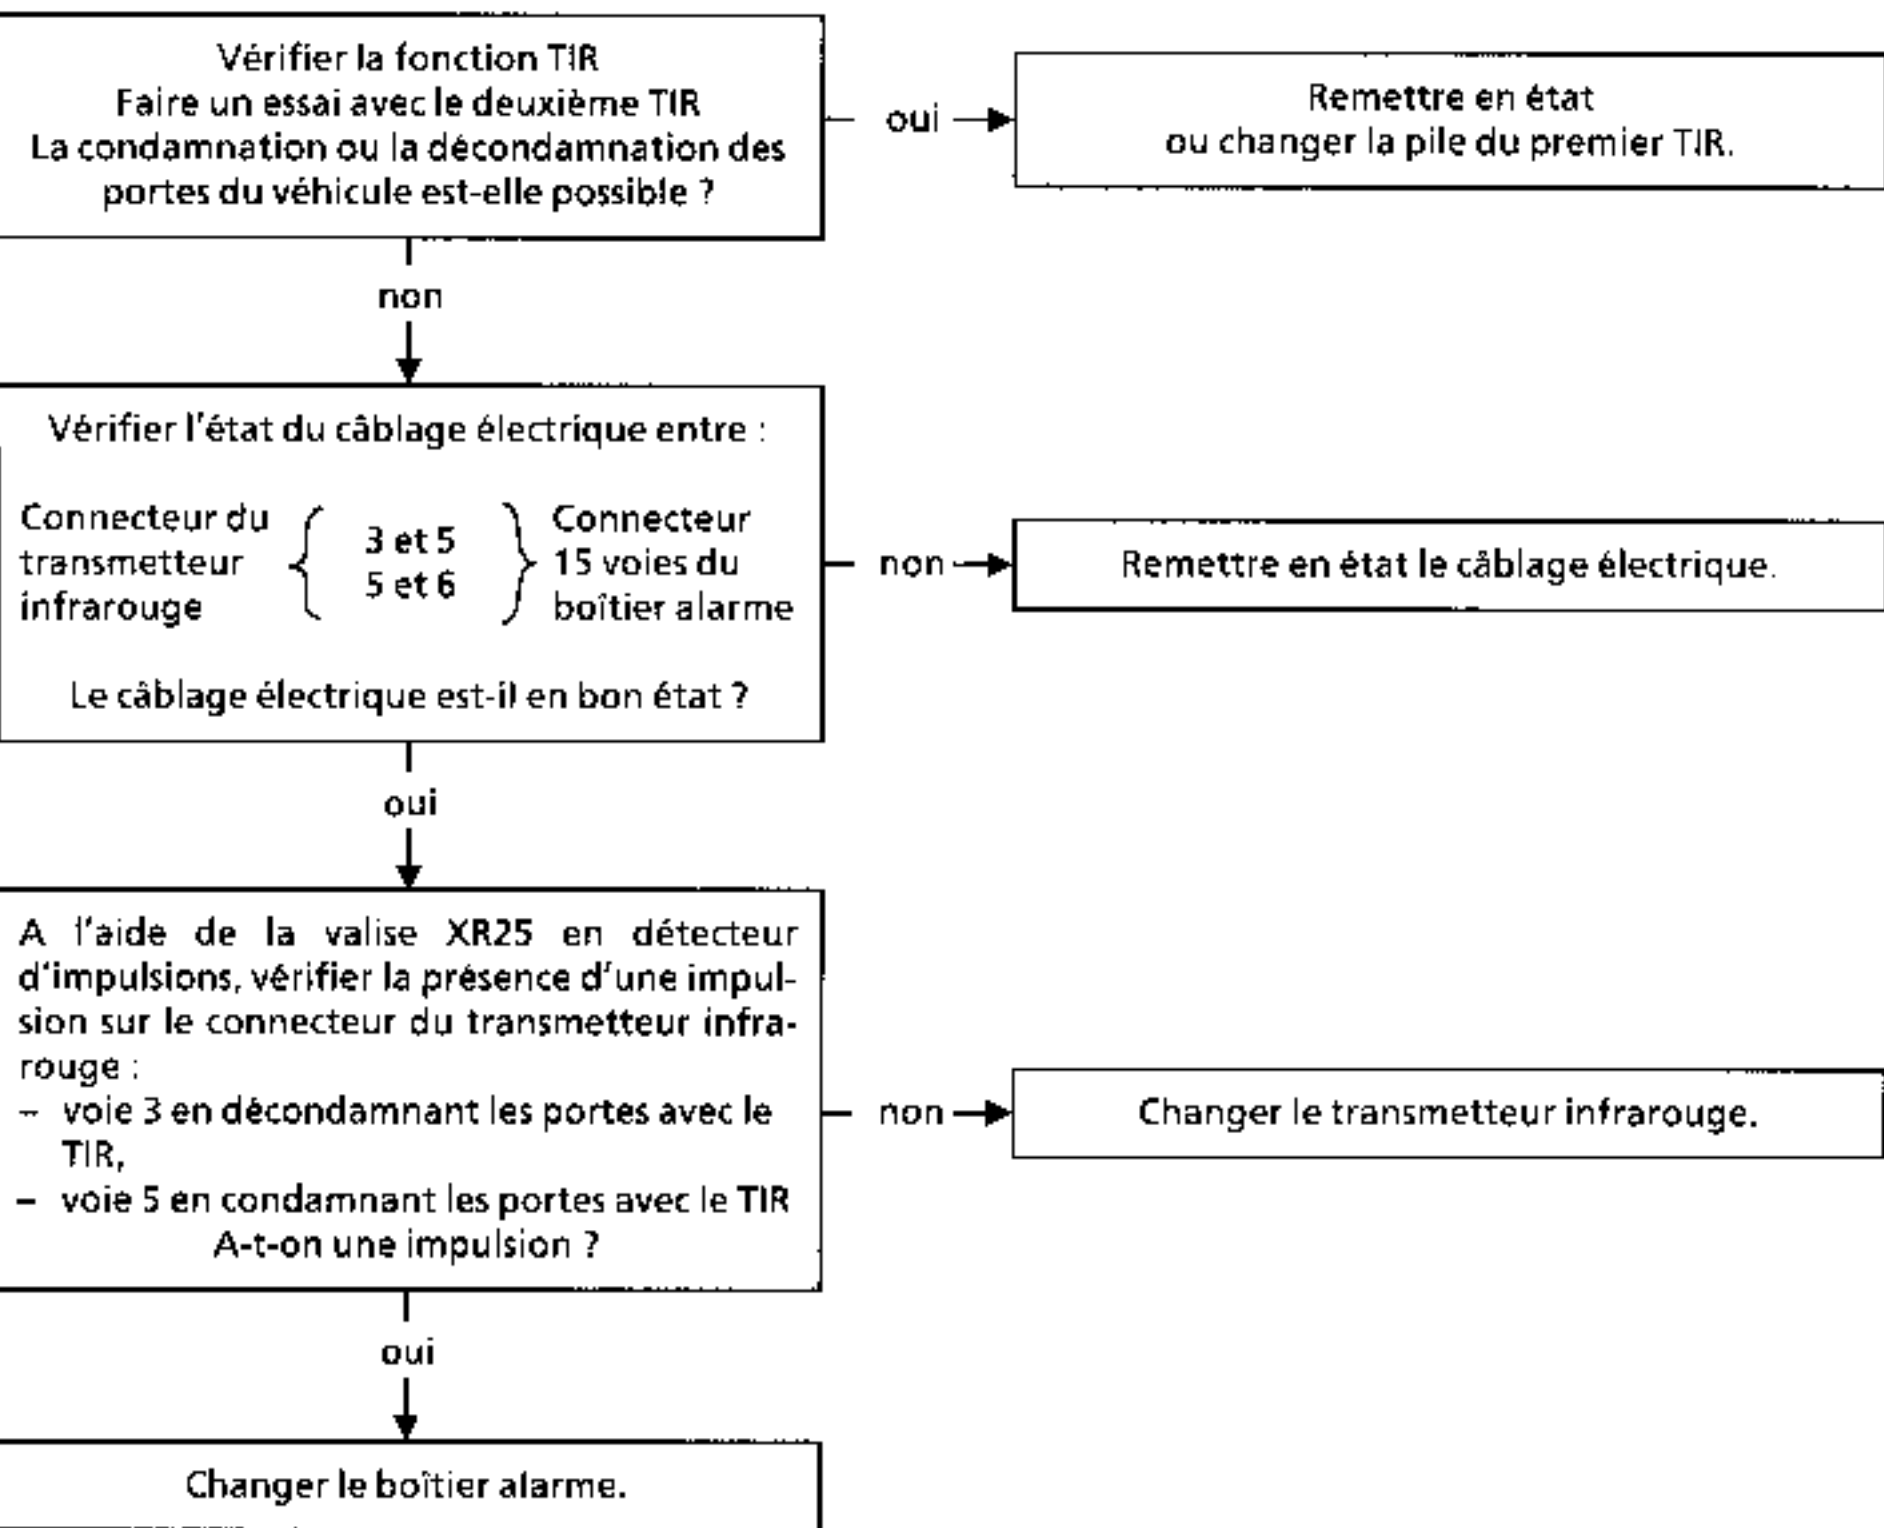 Vérifier la fonction TIR
Faire un essai avec le deuxième TIR
La condamnation ou la décondamnation des
portes du véhicule est-elle possible ?
oui
Remettre en état
ou changer la pile du premier TIR.
non
Vérifier l'état du câblage électrique entre :
Connecteur du
transmetteur
infrarouge
3 et 5
5 et 6
Connecteur
15 voies du
boîtier alarme
Le câblage électrique est-il en bon état ?
non
Remettre en état le câblage électrique.
oui
A l'aide de la valise XR25 en détecteur
d'impulsions, vérifier la présence d'une impul-
sion sur le connecteur du transmetteur infra-
rouge :
– voie 3 en décondamnant les portes avec le
TIR,
– voie 5 en condamnant les portes avec le TIR
A-t-on une impulsion ?
non
Changer le transmetteur infrarouge.
oui
Changer le boîtier alarme.